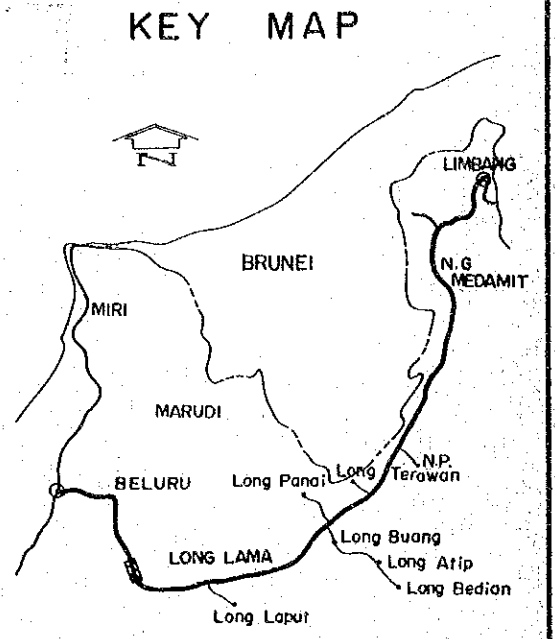 KEY MAP
N
LIMBANG
BRUNEI
N.G
MEDAMIT
MIRI
MARUDI
BELURU
Long Panai
Long
Terawan
N.P.
Long Buang
LONG LAMA
Long Atip
Long Bedian
Long Laput